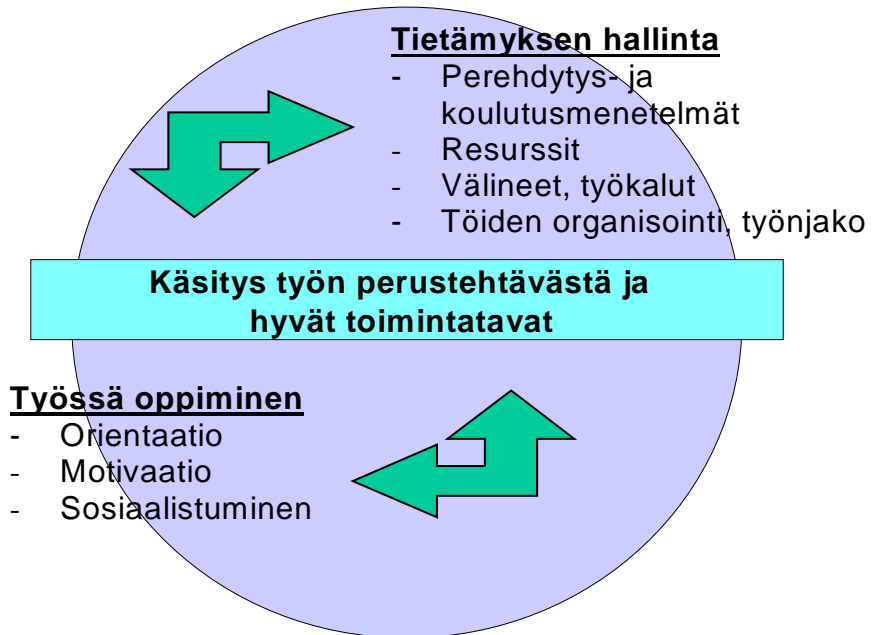 Tietämyksen hallinta
- Perehdytys- ja
koulutusmenetelmät
- Resurssit
- Välineet, työkalut
- Töiden organisointi, työnjako
Käsitys työn perustehtävästä ja
hyvät toimintatavat
Työssä oppiminen
- Orientaatio
- Motivaatio
- Sosiaalistuminen